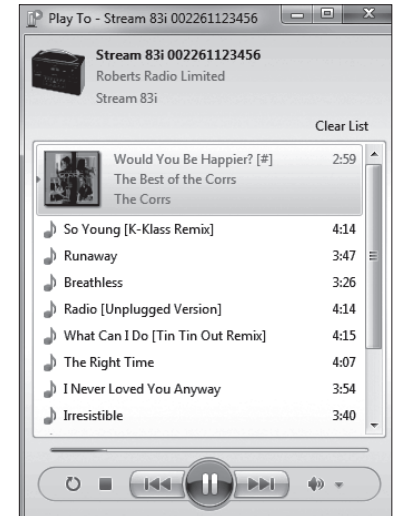 Play To - Stream 83i 002261123456
Stream 83i 002261123456
Roberts Radio Limited
Stream 83i
Clear List
Would You Be Happier? [#] 2:59
The Best of the Corrs
The Corrs
So Young [K-Klass Remix] 4:14
Runaway 3:47
Breathless 3:26
Radio [Unplugged Version] 4:14
What Can I Do [Tin Tin Out Remix] 4:15
The Right Time 4:07
I Never Loved You Anyway 3:54
Irresistible 3:40